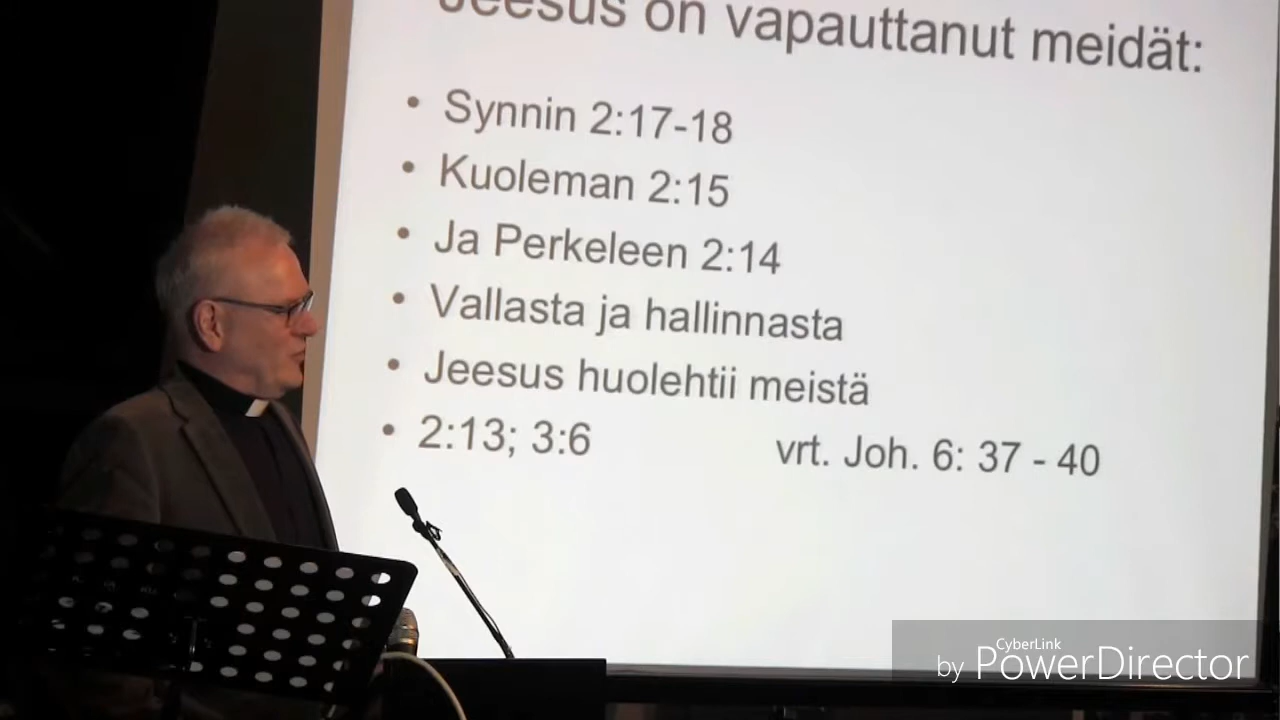 Jeesus on vapauttanut meidät:
• Synnin 2:17-18
• Kuoleman 2:15
• Ja Perkeleen 2:14
• Vallasta ja hallinnasta
• Jeesus huolehtii meistä
• 2:13; 3:6 vrt. Joh. 6: 37 - 40
CyberLink
by PowerDirector